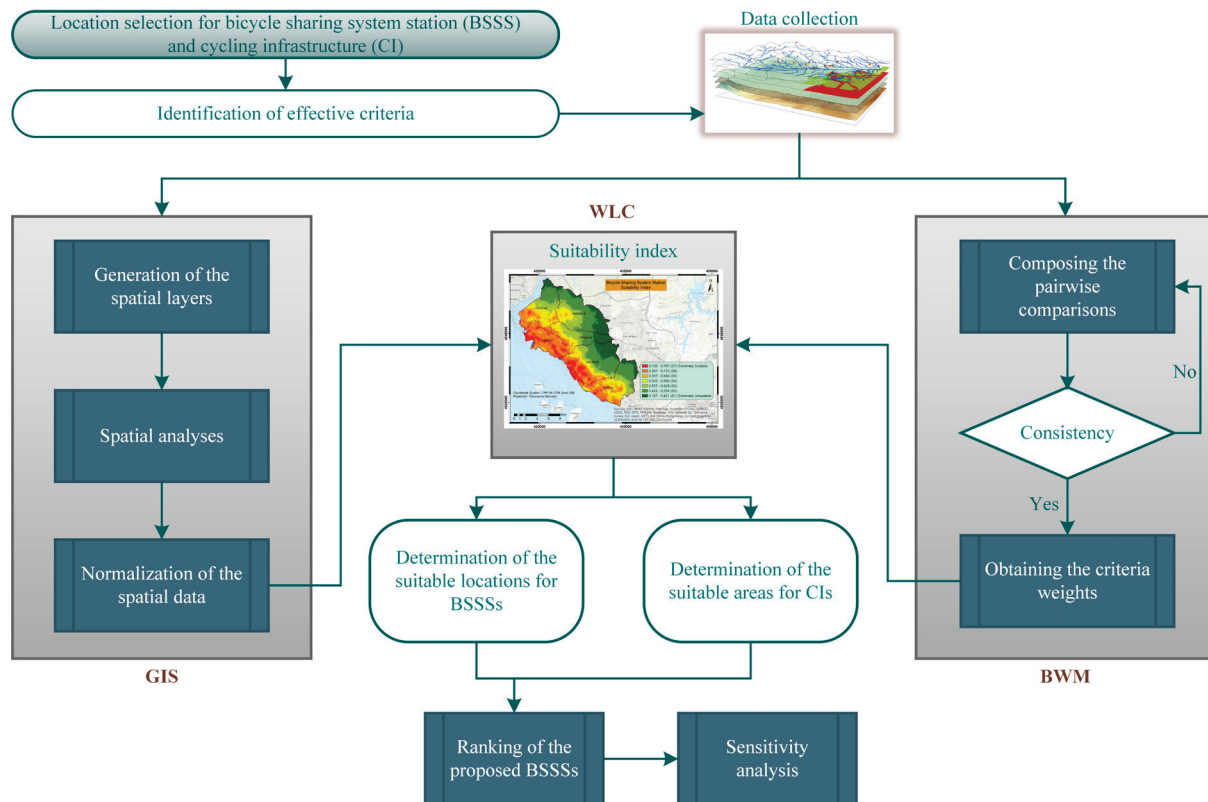 Location selection for bicycle sharing system station (BSSS)
and cycling infrastructure (CI)
Data collection
Identification of effective criteria
GIS
Generation of the
spatial layers
Spatial analyses
Normalization of the
spatial data
WLC
Suitability index
Bicycle Sharing System Station
Suitability Index
BWM
Composing the
pairwise
comparisons
No
Consistency
Yes
Obtaining the criteria
weights
Determination of the
suitable locations for
BSSSs
Determination of the
suitable areas for CIs
Ranking of the
proposed BSSSs
Sensitivity
analysis